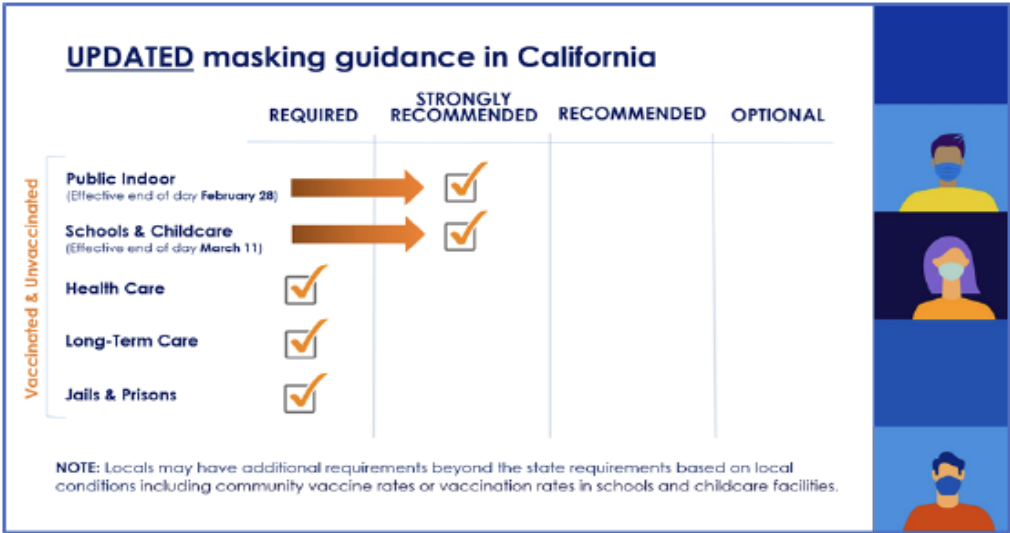 UPDATED masking guidance in California
REQUIRED
STRONGLY
RECOMMENDED
RECOMMENDED
OPTIONAL
Vaccinated & Unvaccinated
Public Indoor
(Effective end of day February 28)
Schools & Childcare
(Effective end of day March 11)
Health Care
Long-Term Care
Jails & Prisons
NOTE: Locals may have additional requirements beyond the state requirements based on local
conditions including community vaccine rates or vaccination rates in schools and childcare facilities.